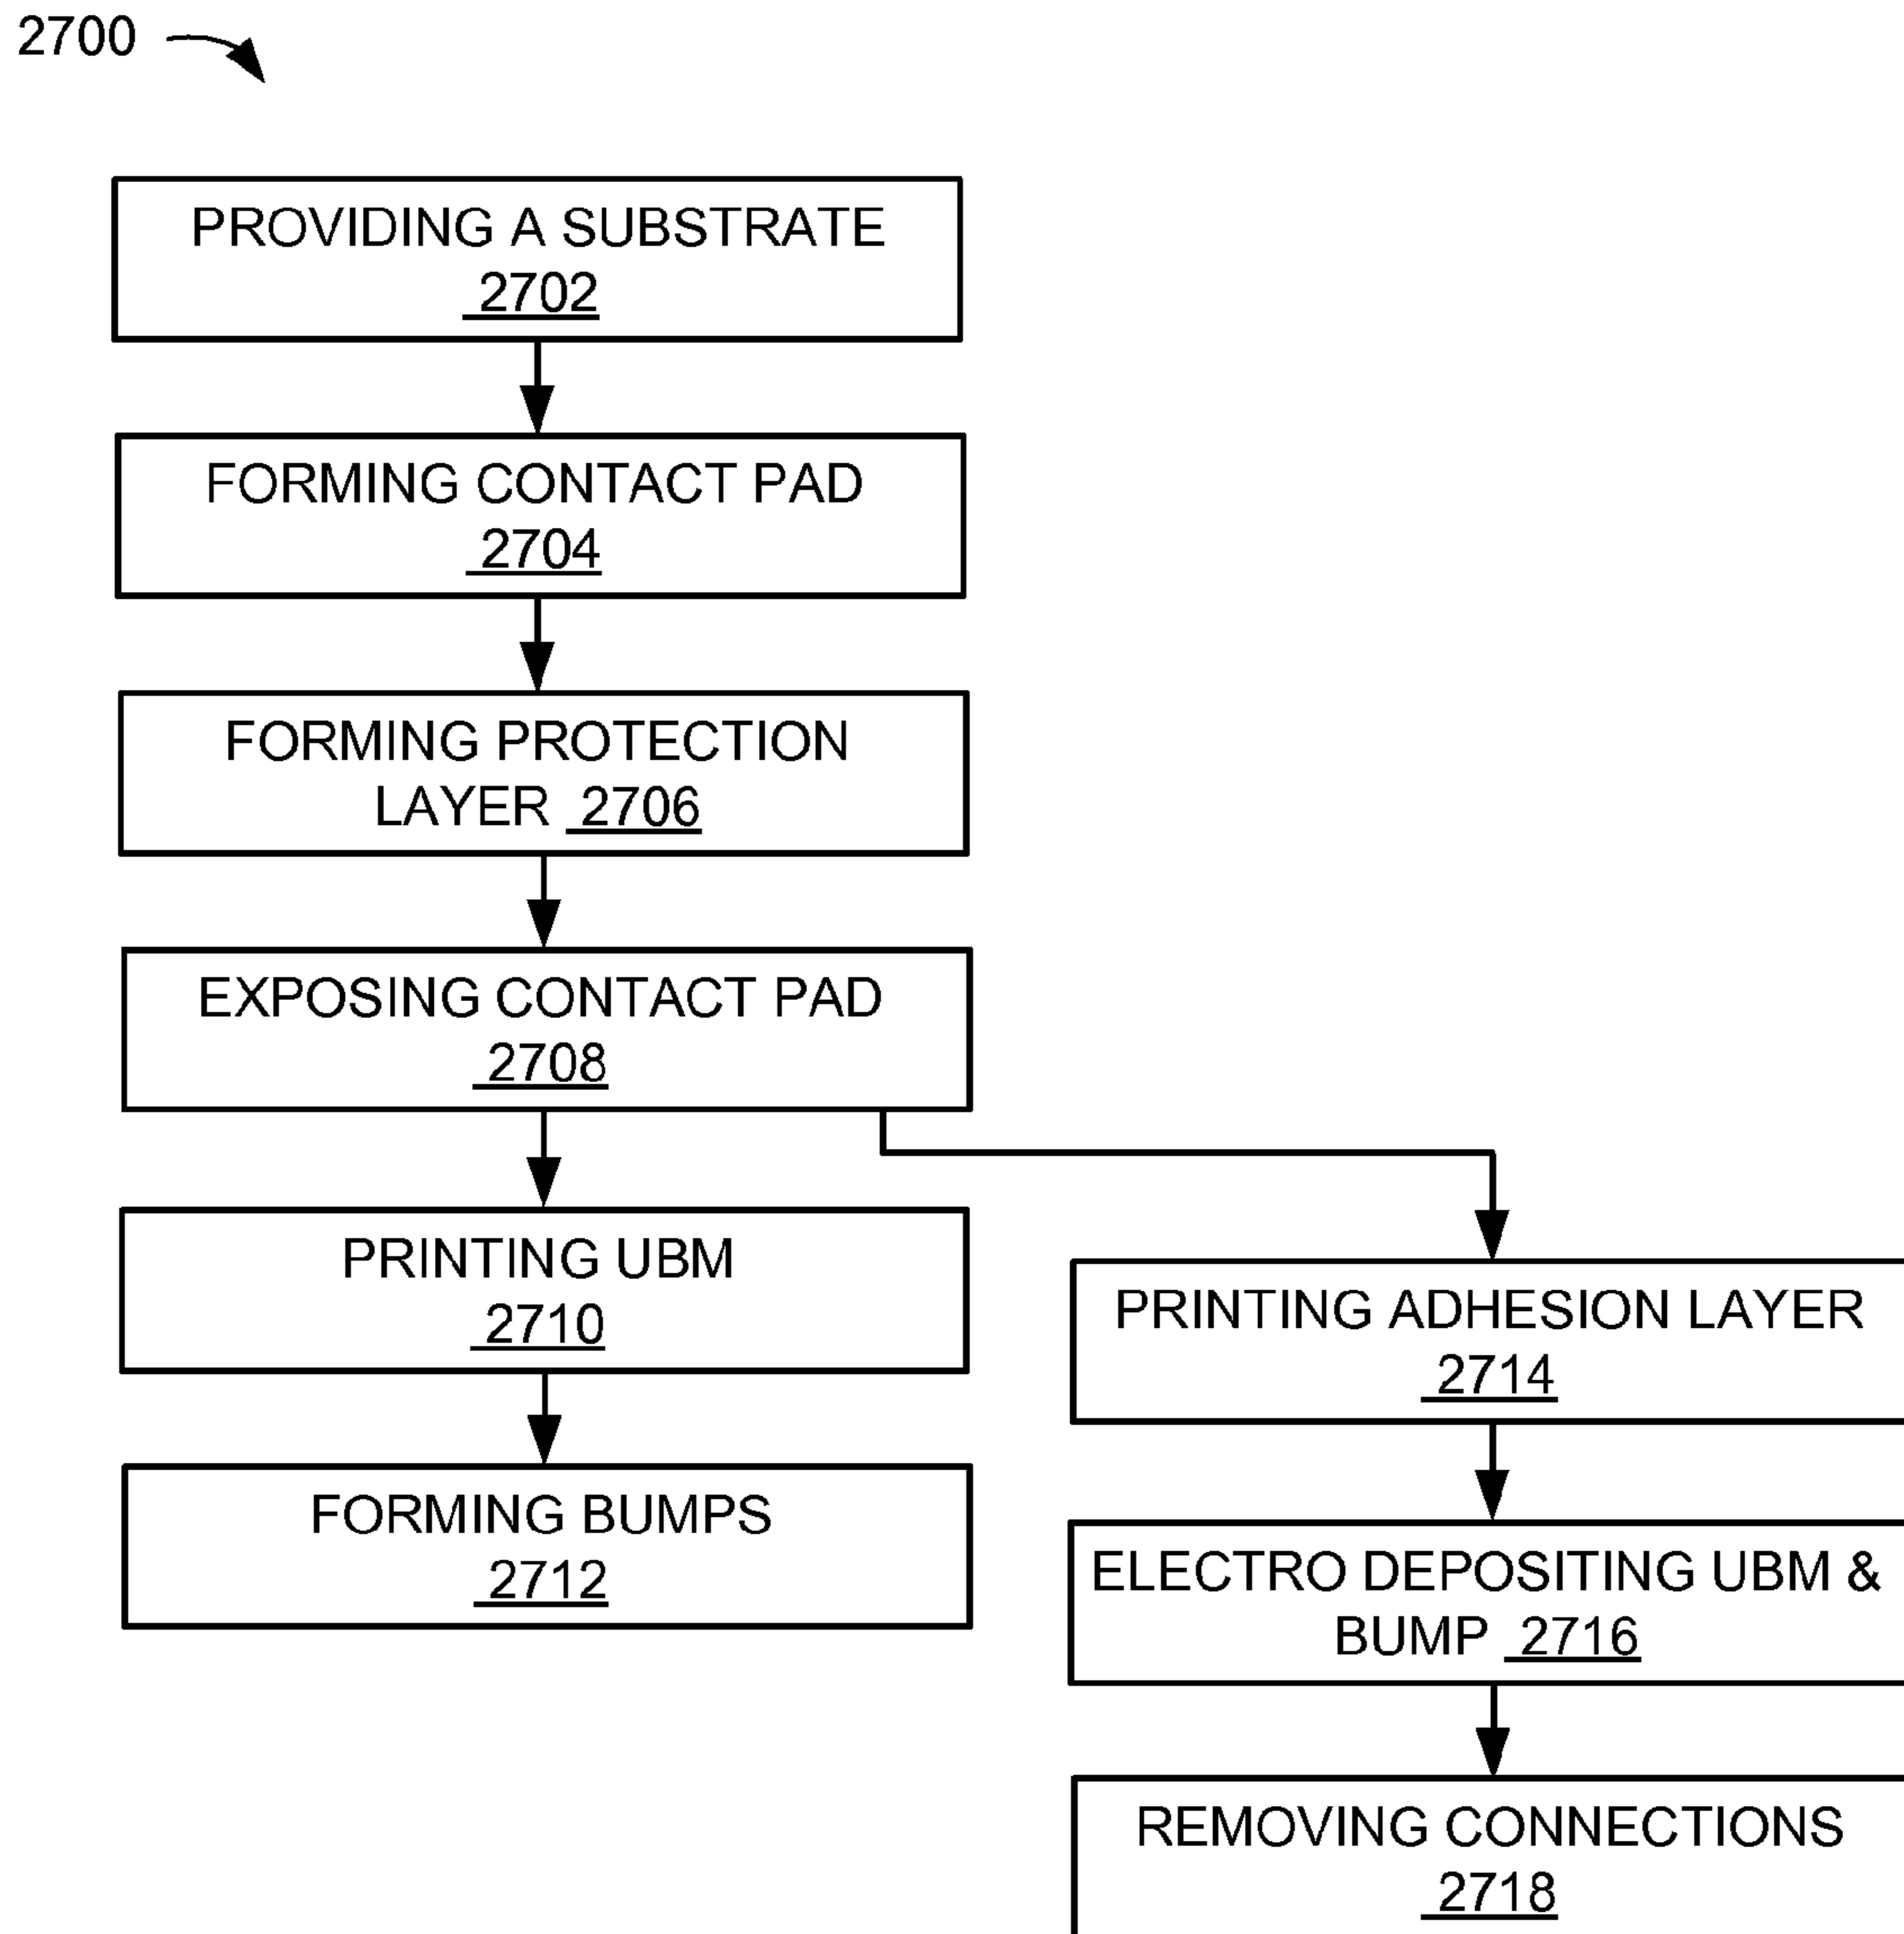 2700
PROVIDING A SUBSTRATE
2702
FORMING CONTACT PAD
2704
FORMING PROTECTION
LAYER 2706
EXPOSING CONTACT PAD
2708
PRINTING UBM
2710
FORMING BUMPS
2712
PRINTING ADHESION LAYER
2714
ELECTRO DEPOSITING UBM &
BUMP 2716
REMOVING CONNECTIONS
2718